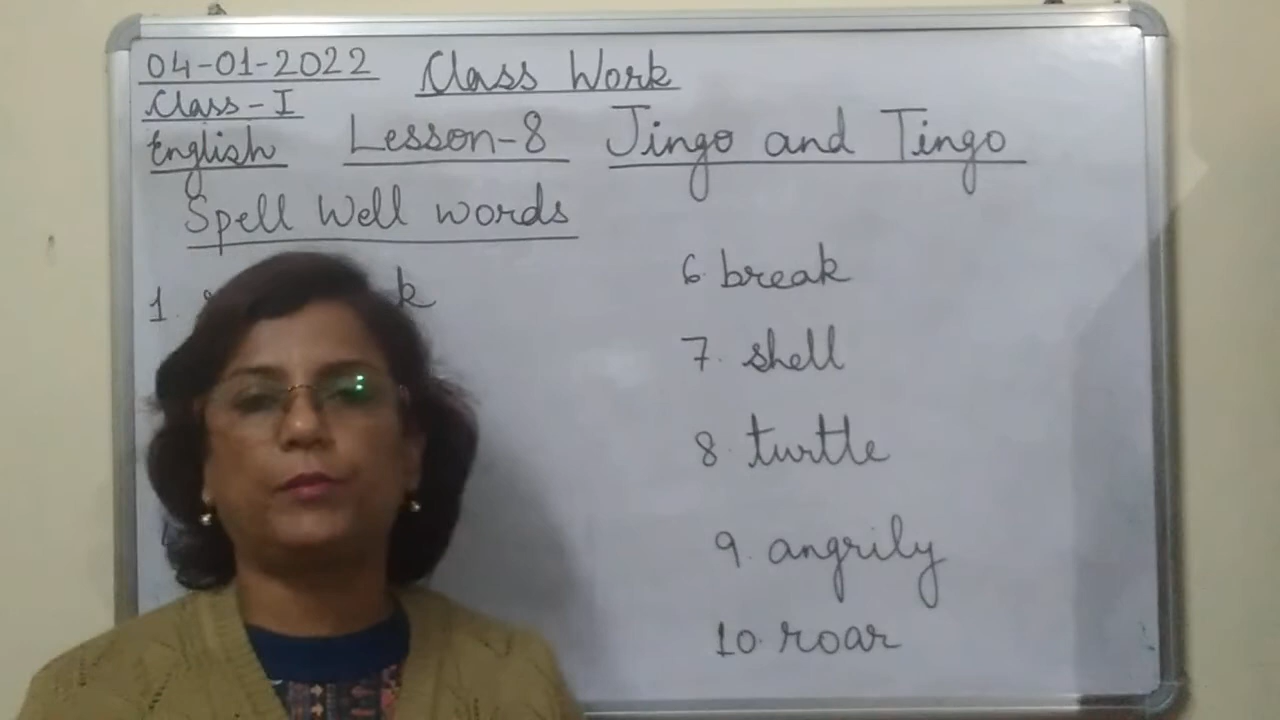 04-01-2022 Class Work
Class-I
English Lesson-8 Jingo and Tingo
Spell Well words
1.
6. break
7. shell
8. turtle
9. angrily
10. roar